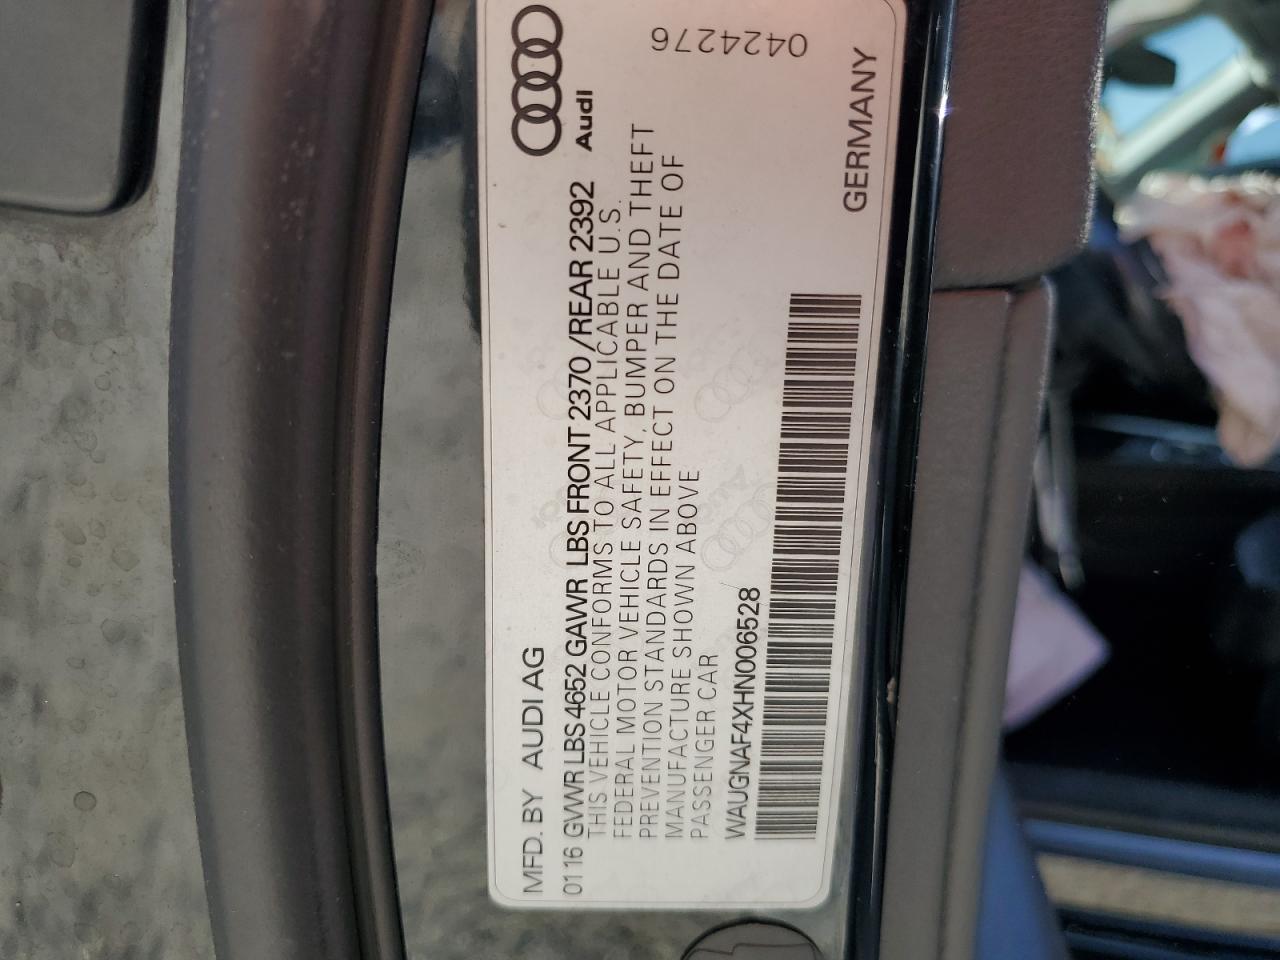 MFD. BY AUDI AG
01 16 GVWR LBS 4652 GAWR LBS FRONT 2370/REAR 2392
THIS VEHICLE CONFORMS TO ALL APPLICABLE U.S.
FEDERAL MOTOR VEHICLE SAFETY, BUMPER AND THEFT
PREVENTION STANDARDS IN EFFECT ON THE DATE OF
MANUFACTURE SHOWN ABOVE
PASSENGER CAR
WAUGNAF4XHN006528
Audi
0424276
GERMANY